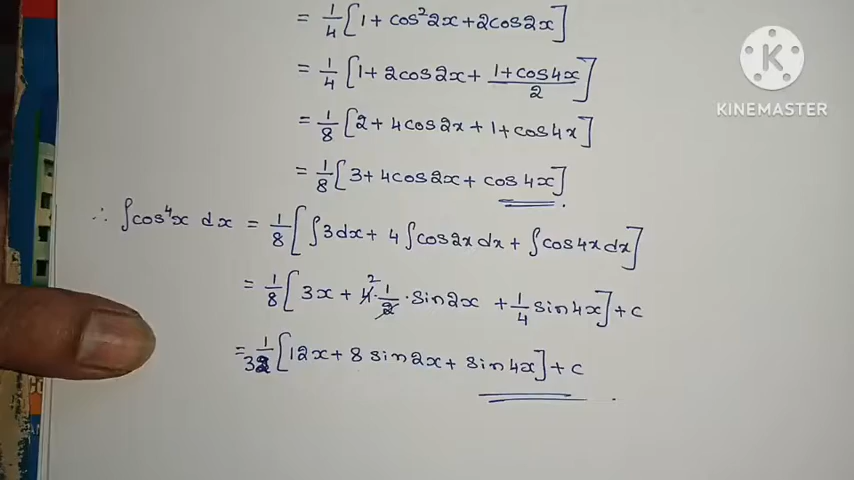 = 1/4 [1 + cos²2x + 2cos2x]
= 1/4 [1 + 2cos2x + (1+cos4x)/2]
= 1/8 [2 + 4cos2x + 1 + cos4x]
= 1/8 [3 + 4cos2x + cos4x].
∴ ∫cos⁴x dx = 1/8 [∫3dx + 4∫cos2x dx + ∫cos4x dx]
= 1/8 [3x + 4² · 1/2 · sin2x + 1/4 sin4x] + c
= 1/32 [12x + 8 sin2x + sin4x] + c
K
KINEMASTER